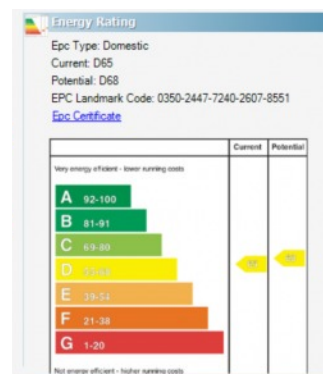 Energy Rating
Epc Type: Domestic
Current: D65
Potential: D68
EPC Landmark Code: 0350-2447-7240-2607-8551
Epc Certificate
Current Potential
Very energy efficient - lower running costs
A 92-100
B 81-91
C 69-80
D
E 39-54
F 21-38
G 1-20
Not energy efficient - higher running costs